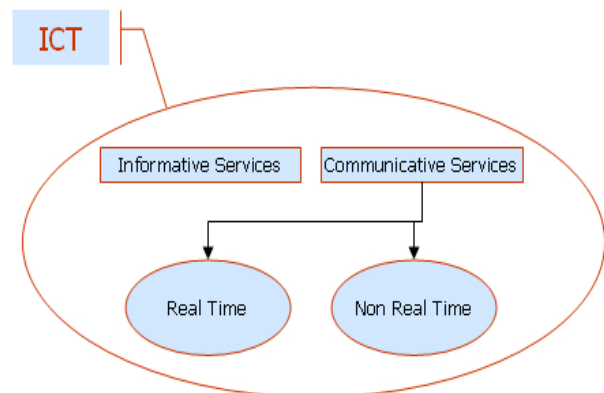 ICT
Informative Services
Communicative Services
Real Time
Non Real Time